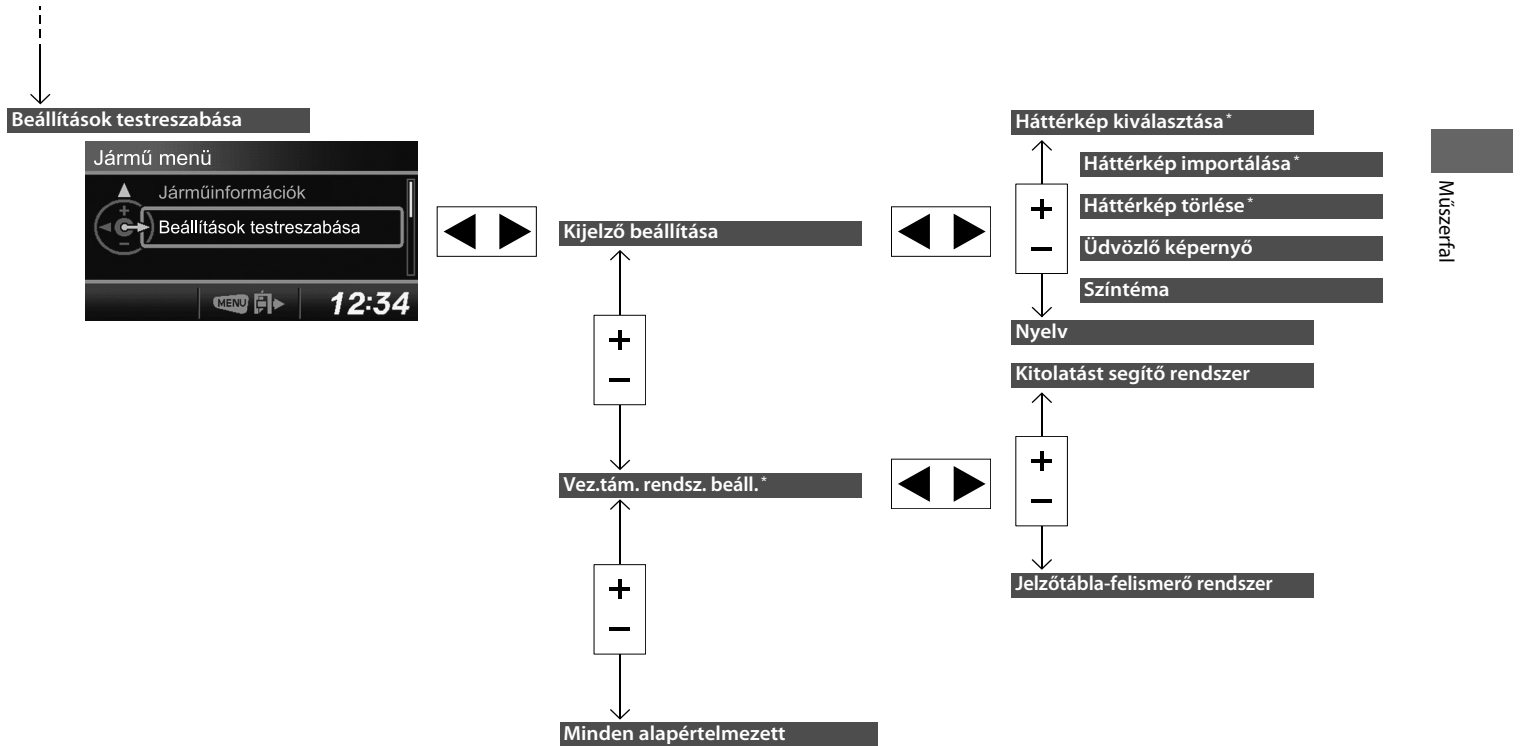 Beállítások testreszabása
Jármű menü
Járműinformációk
Beállítások testreszabása
MENU
12:34
Kijelző beállítása
+
−
Vez.tám. rendsz. beáll.*
+
−
Minden alapértelmezett
Háttérkép kiválasztása*
Háttérkép importálása*
Háttérkép törlése*
Üdvözlő képernyő
Színtéma
+
−
Nyelv
Kitolatást segítő rendszer
+
−
Jelzőtábla-felismerő rendszer
Műszerfal